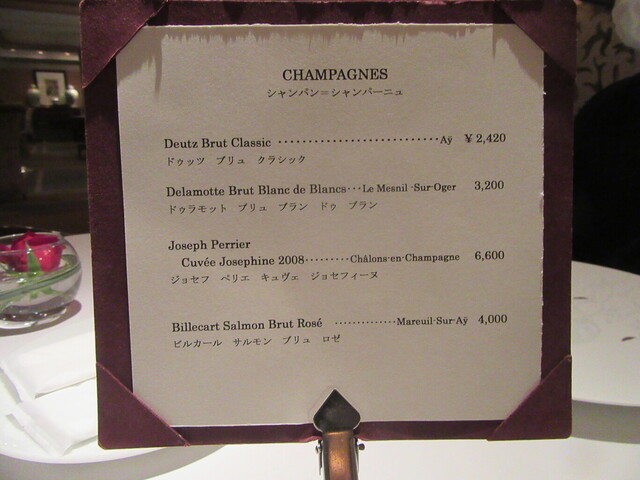 CHAMPAGNES
シャンパン=シャンパーニュ
Deutz Brut Classic ··························· Aÿ ¥ 2,420
ドゥッツ ブリュ クラシック
Delamotte Brut Blanc de Blancs··· Le Mesnil-Sur-Oger 3,200
ドゥラモット ブリュ ブラン ドゥ ブラン
Joseph Perrier
Cuvée Josephine 2008········· Châlons-en-Champagne 6,600
ジョセフ ペリエ キュヴェ ジョセフィーヌ
Billecart Salmon Brut Rosé ·············· Mareuil-Sur-Aÿ 4,000
ビルカール サルモン ブリュ ロゼ